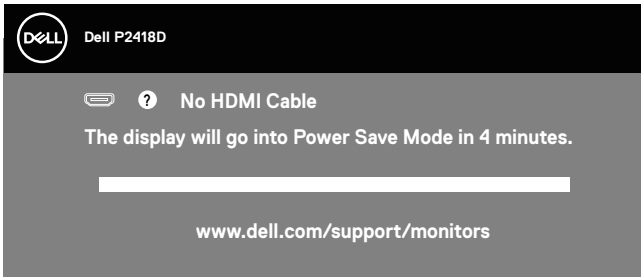 DELL
Dell P2418D
? No HDMI Cable
The display will go into Power Save Mode in 4 minutes.
www.dell.com/support/monitors